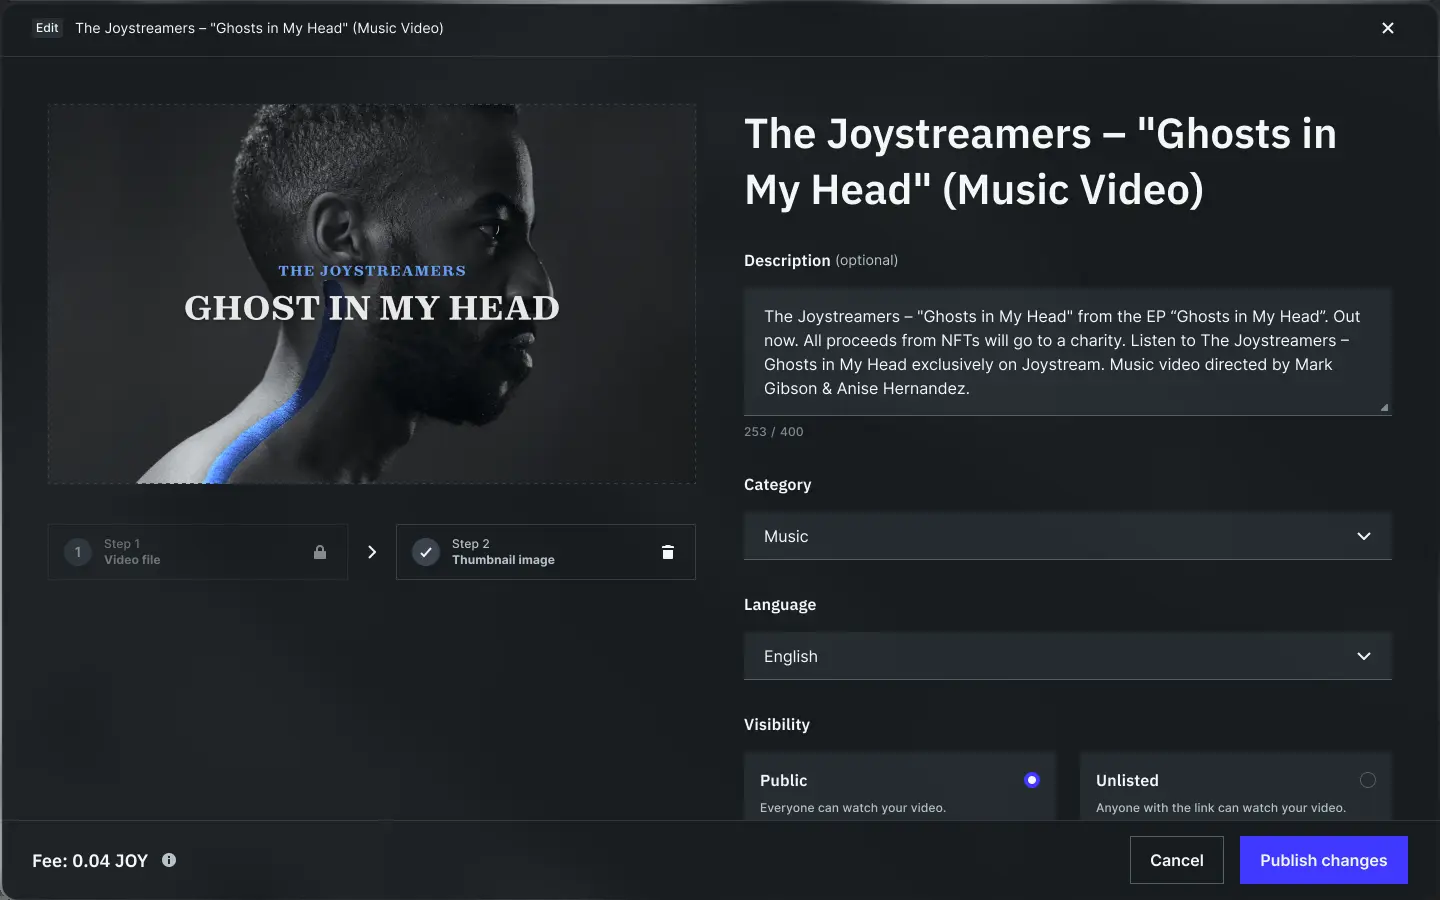 Edit The Joystreamers – "Ghosts in My Head" (Music Video)
THE JOYSTREAMERS
GHOST IN MY HEAD
1
Step 1
Video file
Step 2
Thumbnail image
The Joystreamers – "Ghosts in
My Head" (Music Video)
Description (optional)
The Joystreamers – "Ghosts in My Head" from the EP “Ghosts in My Head”. Out
now. All proceeds from NFTs will go to a charity. Listen to The Joystreamers –
Ghosts in My Head exclusively on Joystream. Music video directed by Mark
Gibson & Anise Hernandez.
253 / 400
Category
Music
Language
English
Visibility
Public
Everyone can watch your video.
Unlisted
Anyone with the link can watch your video.
Fee: 0.04 JOY
Cancel
Publish changes